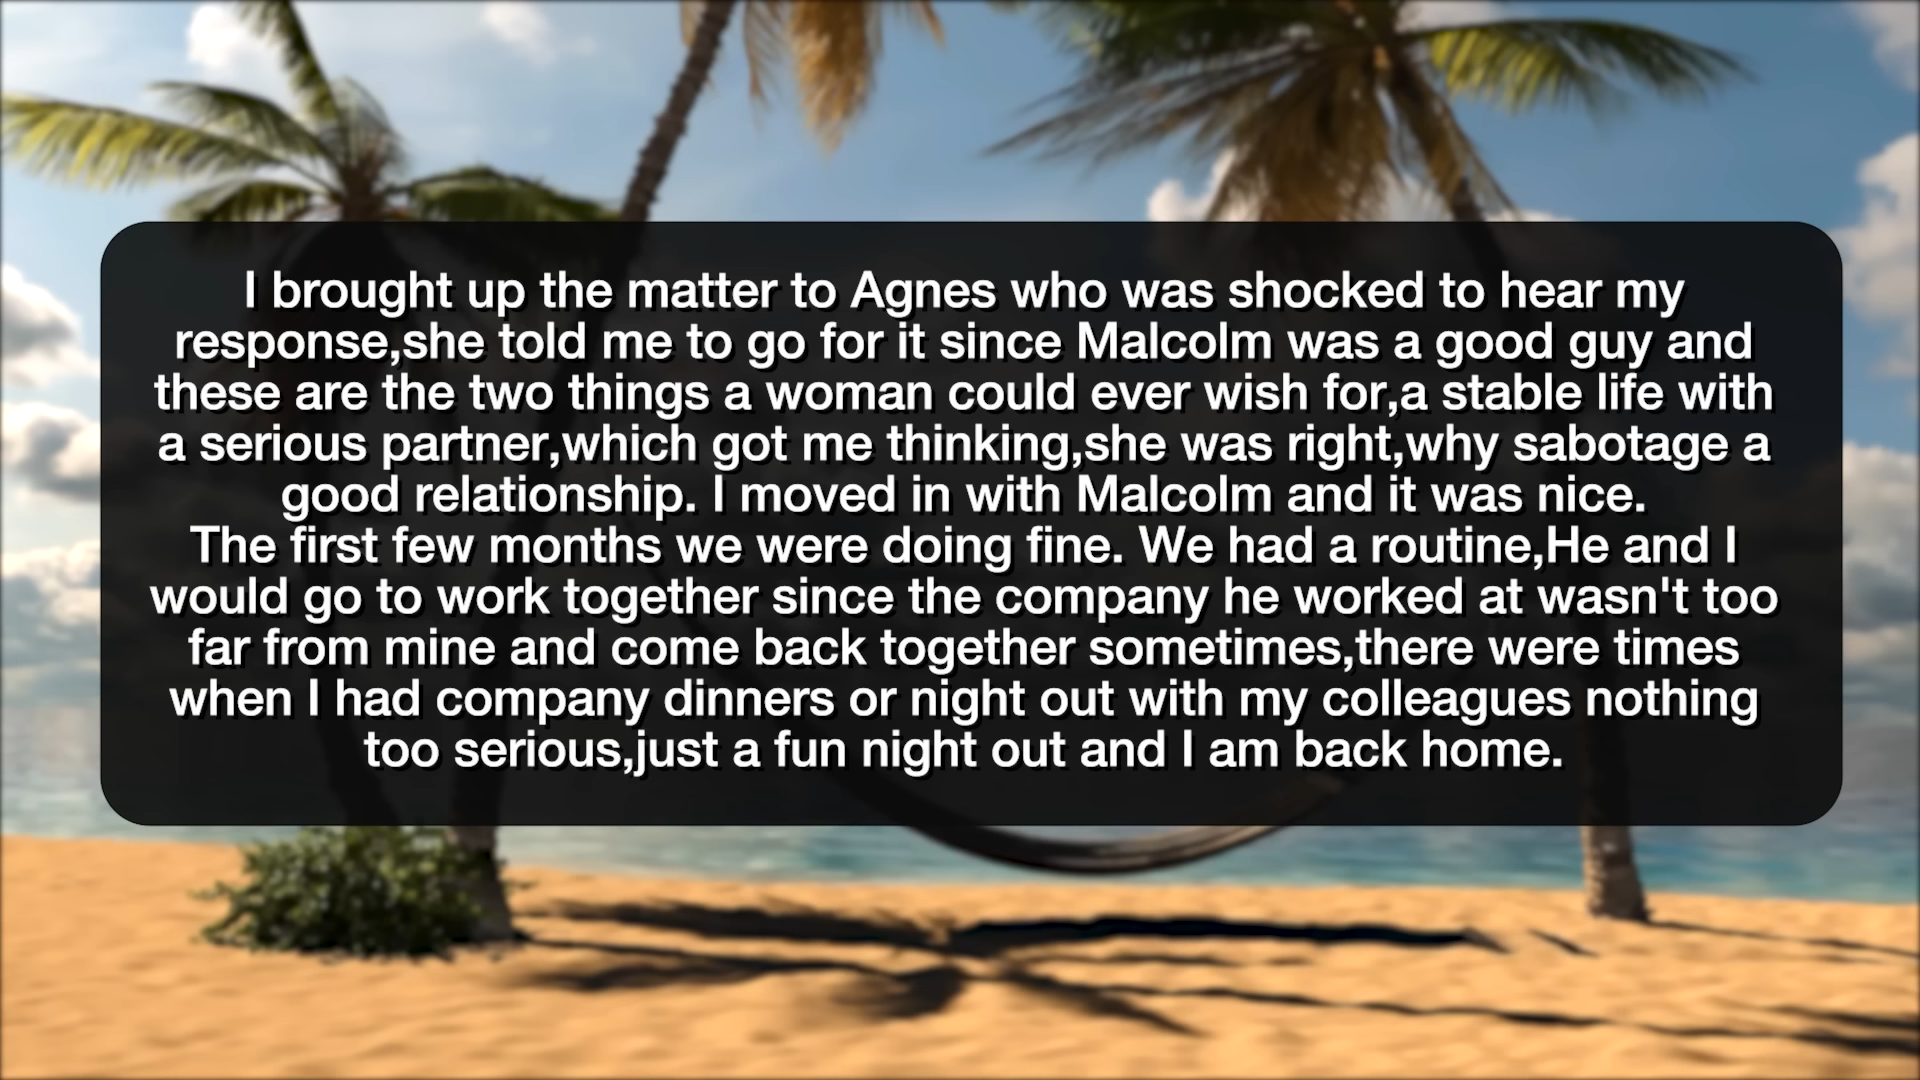 I brought up the matter to Agnes who was shocked to hear my
response,she told me to go for it since Malcolm was a good guy and
these are the two things a woman could ever wish for,a stable life with
a serious partner,which got me thinking,she was right,why sabotage a
good relationship. I moved in with Malcolm and it was nice.
The first few months we were doing fine. We had a routine,He and I
would go to work together since the company he worked at wasn't too
far from mine and come back together sometimes,there were times
when I had company dinners or night out with my colleagues nothing
too serious,just a fun night out and I am back home.